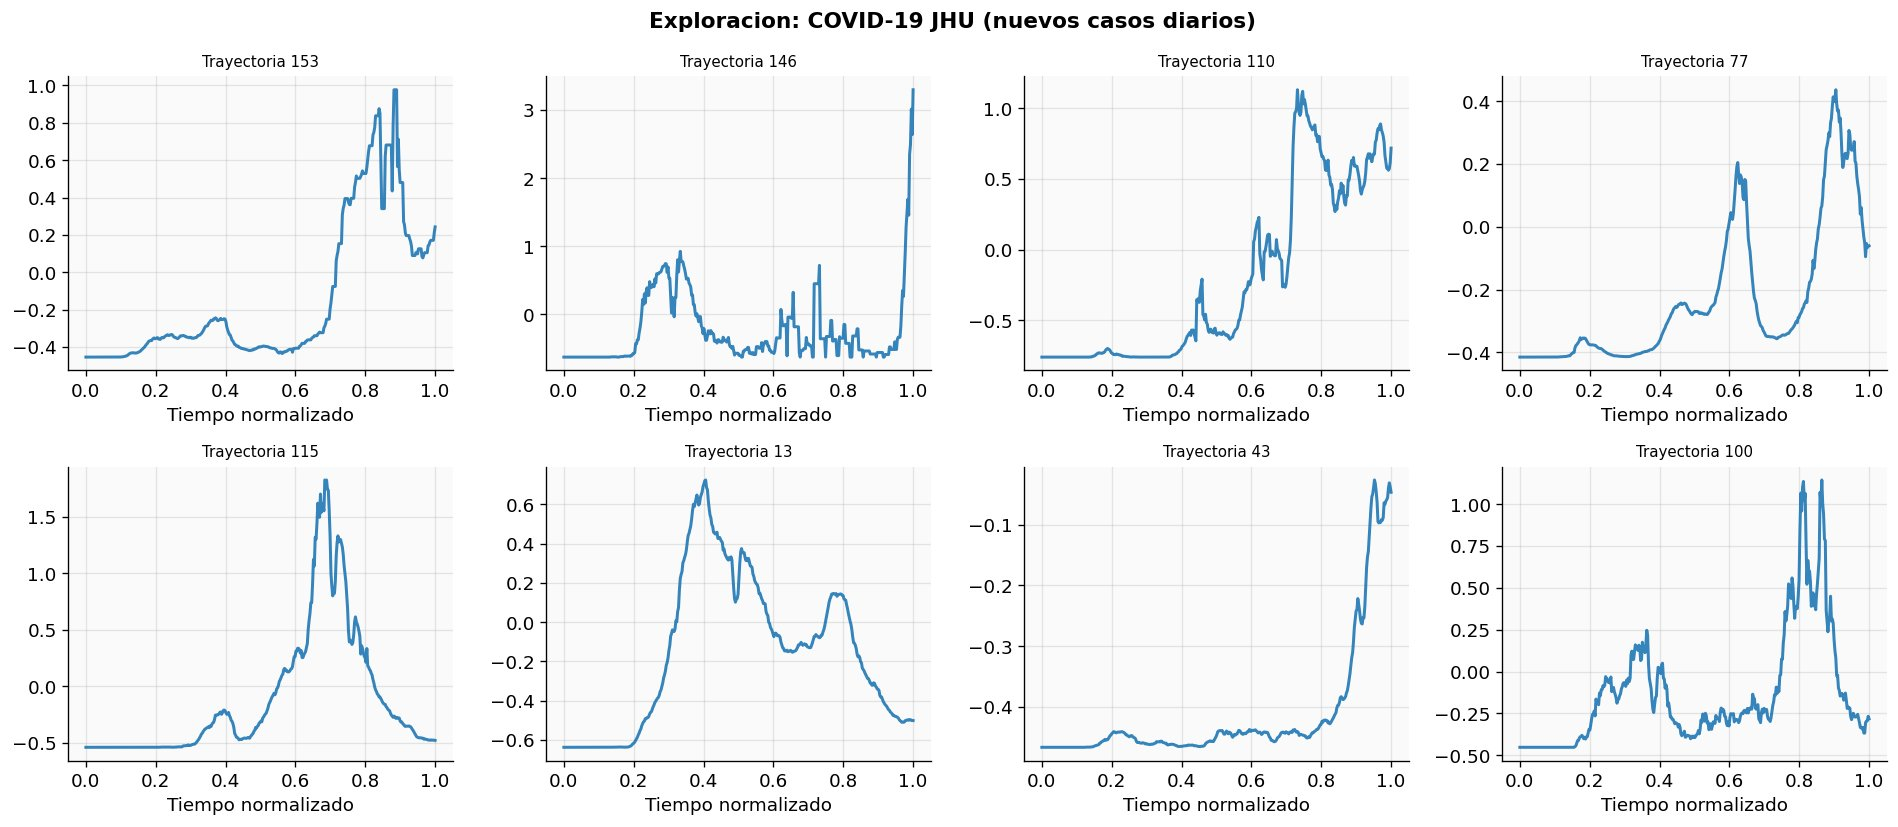 Exploracion: COVID-19 JHU (nuevos casos diarios)
Trayectoria 153
1.0
0.8
0.6
0.4
0.2
0.0
−0.2
−0.4
0.0 0.2 0.4 0.6 0.8 1.0
Tiempo normalizado
Trayectoria 146
3
2
1
0
0.0 0.2 0.4 0.6 0.8 1.0
Tiempo normalizado
Trayectoria 110
1.0
0.5
0.0
−0.5
0.0 0.2 0.4 0.6 0.8 1.0
Tiempo normalizado
Trayectoria 77
0.4
0.2
0.0
−0.2
−0.4
0.0 0.2 0.4 0.6 0.8 1.0
Tiempo normalizado
Trayectoria 115
1.5
1.0
0.5
0.0
−0.5
0.0 0.2 0.4 0.6 0.8 1.0
Tiempo normalizado
Trayectoria 13
0.6
0.4
0.2
0.0
−0.2
−0.4
−0.6
0.0 0.2 0.4 0.6 0.8 1.0
Tiempo normalizado
Trayectoria 43
−0.1
−0.2
−0.3
−0.4
0.0 0.2 0.4 0.6 0.8 1.0
Tiempo normalizado
Trayectoria 100
1.00
0.75
0.50
0.25
0.00
−0.25
−0.50
0.0 0.2 0.4 0.6 0.8 1.0
Tiempo normalizado